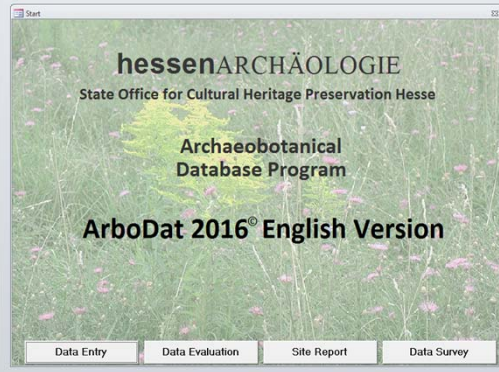 Start
hessenARCHÄOLOGIE
State Office for Cultural Heritage Preservation Hesse
Archaeobotanical
Database Program
ArboDat 2016© English Version
Data Entry
Data Evaluation
Site Report
Data Survey